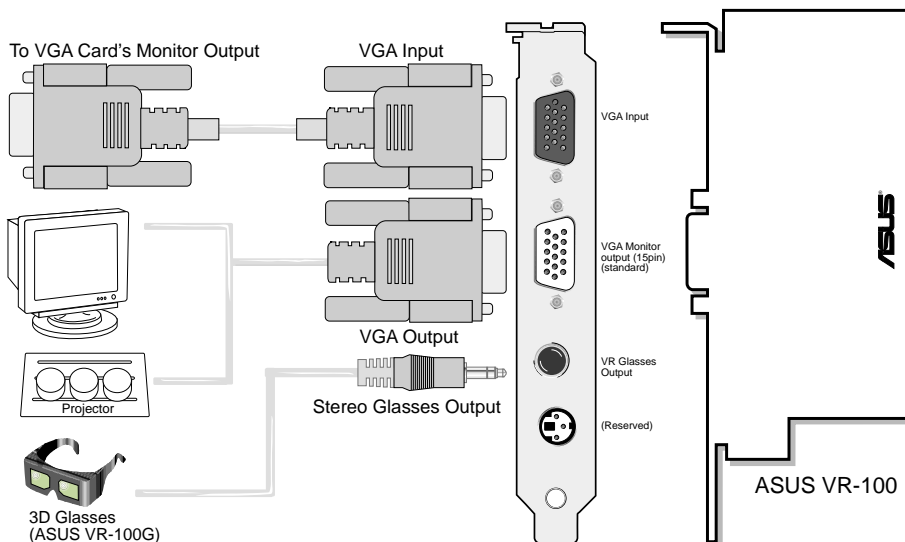 To VGA Card's Monitor Output
VGA Input
VGA Input
VGA Monitor
output (15pin)
(standard)
VGA Output
VR Glasses
Output
Stereo Glasses Output
(Reserved)
Projector
3D Glasses
(ASUS VR-100G)
ASUS®
ASUS VR-100